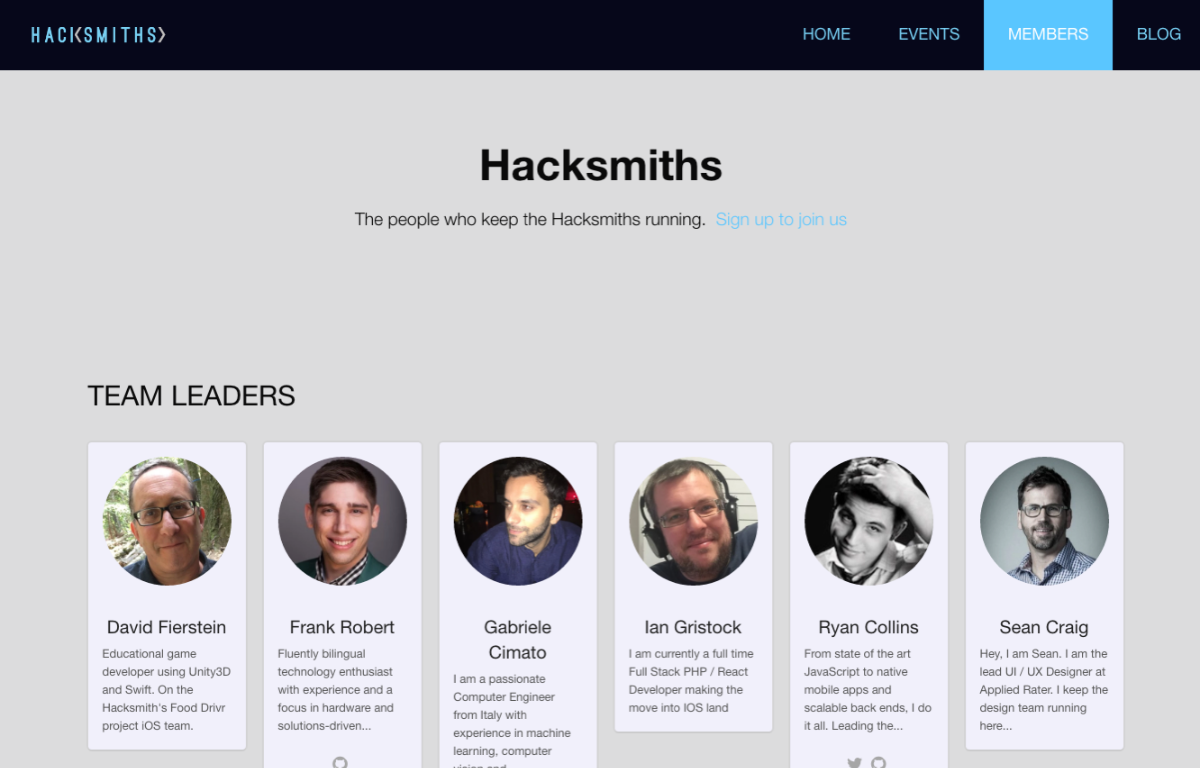 HACKSMITHS
HOME
EVENTS
MEMBERS
BLOG
Hacksmiths
The people who keep the Hacksmiths running. Sign up to join us
TEAM LEADERS
David Fierstein
Educational game
developer using Unity3D
and Swift. On the
Hacksmith's Food Drivr
project iOS team.
Frank Robert
Fluently bilingual
technology enthusiast
with experience and a
focus in hardware and
solutions-driven...
Gabriele
Cimato
I am a passionate
Computer Engineer
from Italy with
experience in machine
learning, computer
vision and
Ian Gristock
I am currently a full time
Full Stack PHP / React
Developer making the
move into IOS land
Ryan Collins
From state of the art
JavaScript to native
mobile apps and
scalable back ends, I do
it all. Leading the...
Sean Craig
Hey, I am Sean. I am the
lead UI / UX Designer at
Applied Rater. I keep the
design team running
here...